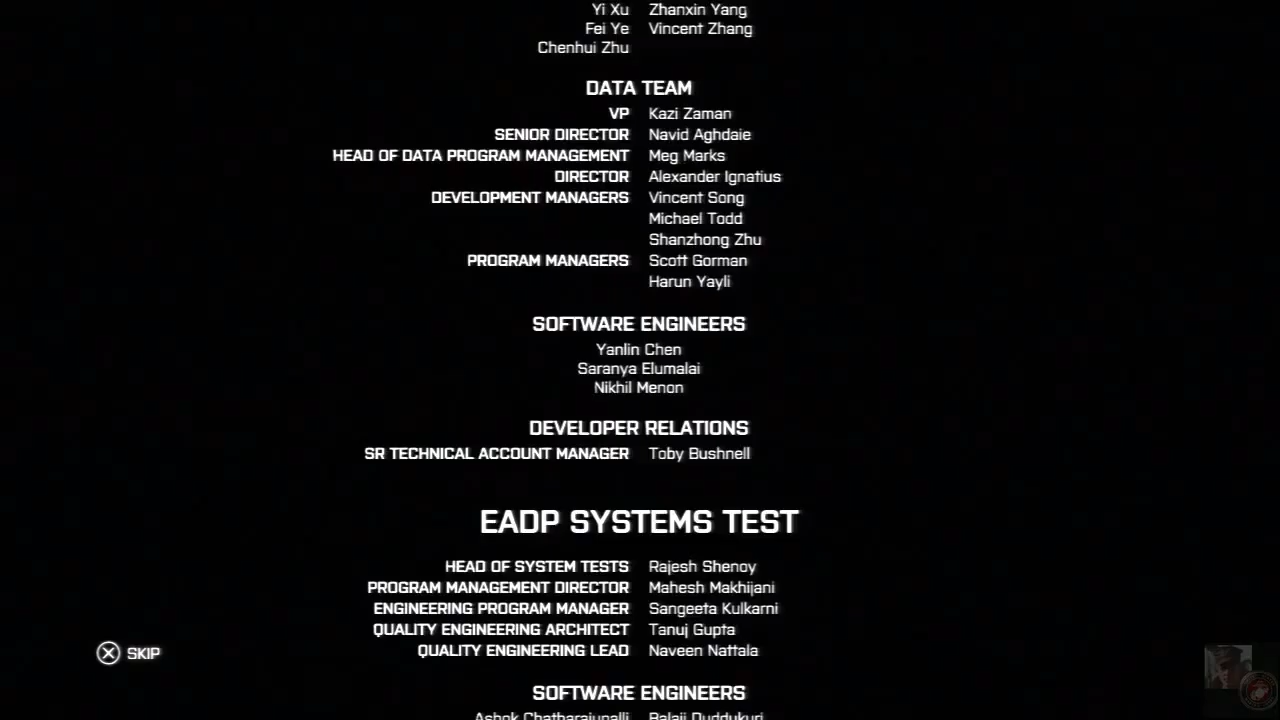 Yi Xu Zhanxin Yang
Fei Ye Vincent Zhang
Chenhui Zhu
DATA TEAM
VP Kazi Zaman
SENIOR DIRECTOR Navid Aghdaie
HEAD OF DATA PROGRAM MANAGEMENT Meg Marks
DIRECTOR Alexander Ignatius
DEVELOPMENT MANAGERS Vincent Song
Michael Todd
Shanzhong Zhu
PROGRAM MANAGERS Scott Gorman
Harun Yayli
SOFTWARE ENGINEERS
Yanlin Chen
Saranya Elumalai
Nikhil Menon
DEVELOPER RELATIONS
SR TECHNICAL ACCOUNT MANAGER Toby Bushnell
EADP SYSTEMS TEST
HEAD OF SYSTEM TESTS Rajesh Shenoy
PROGRAM MANAGEMENT DIRECTOR Mahesh Makhijani
ENGINEERING PROGRAM MANAGER Sangeeta Kulkarni
QUALITY ENGINEERING ARCHITECT Tanuj Gupta
QUALITY ENGINEERING LEAD Naveen Nattala
SKIP
SOFTWARE ENGINEERS
Ashok Balaji Duddukuri